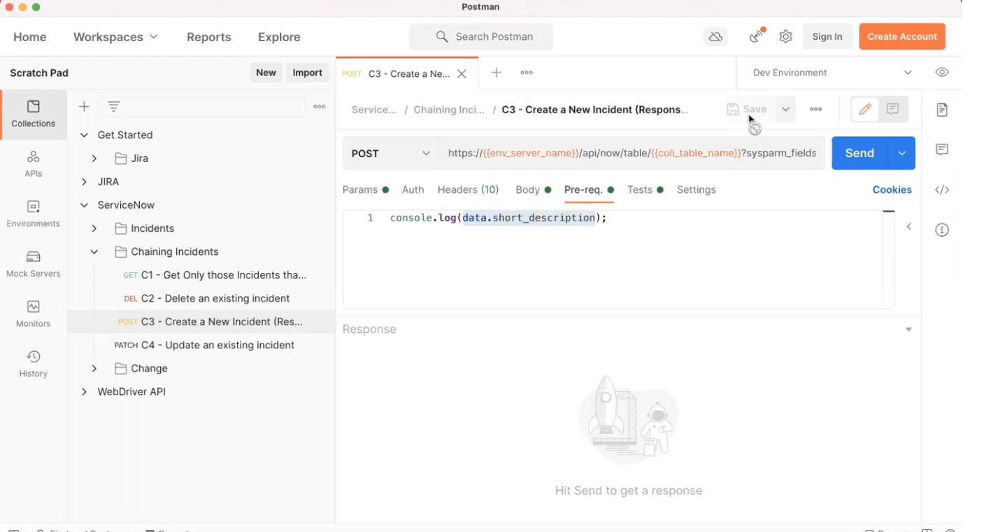 Postman
Home Workspaces Reports Explore Search Postman Sign In Create Account
Scratch Pad New Import POST C3 - Create a Ne... Dev Environment
Service... / Chaining Inci... / C3 - Create a New Incident (Respons... Save
Collections
APIs
Environments
Mock Servers
Monitors
History
Get Started
Jira
JIRA
ServiceNow
Incidents
Chaining Incidents
GET C1 - Get Only those Incidents tha...
DEL C2 - Delete an existing incident
POST C3 - Create a New Incident (Res...
PATCH C4 - Update an existing incident
Change
WebDriver API
POST https://{{env_server_name}}/api/now/table/{{coll_table_name}}?sysparm_fields Send
Params Auth Headers (10) Body Pre-req. Tests Settings Cookies
1 console.log(data.short_description);
Response
Hit Send to get a response